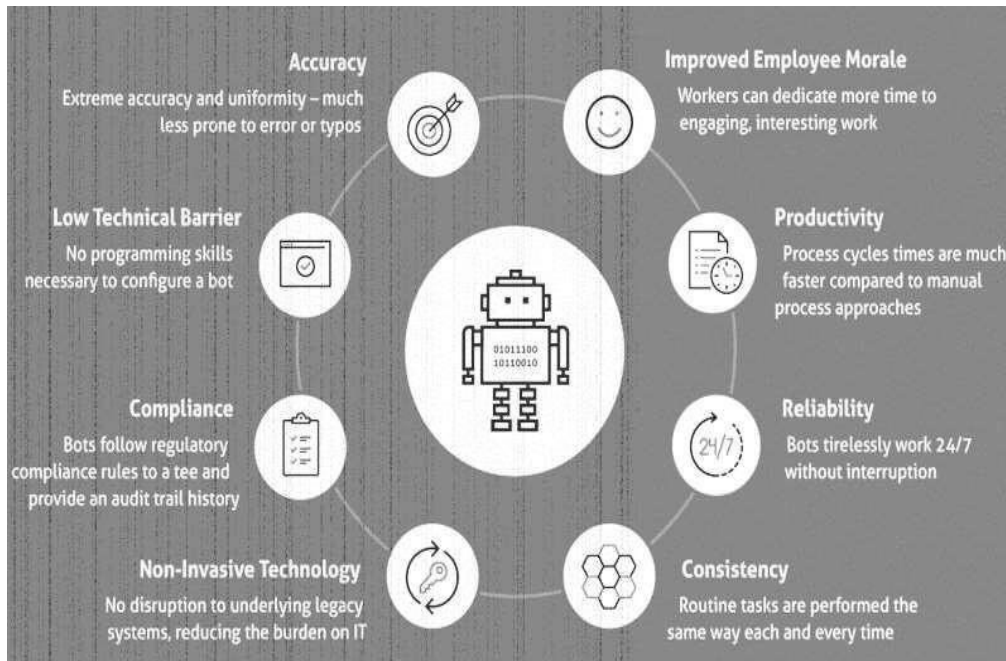 Accuracy
Extreme accuracy and uniformity – much
less prone to error or typos
Improved Employee Morale
Workers can dedicate more time to
engaging, interesting work
Low Technical Barrier
No programming skills
necessary to configure a bot
Productivity
Process cycles times are much
faster compared to manual
process approaches
01011100
10110010
Compliance
Bots follow regulatory
compliance rules to a tee and
provide an audit trail history
Reliability
24/7
Bots tirelessly work 24/7
without interruption
Non-Invasive Technology
No disruption to underlying legacy
systems, reducing the burden on IT
Consistency
Routine tasks are performed the
same way each and every time